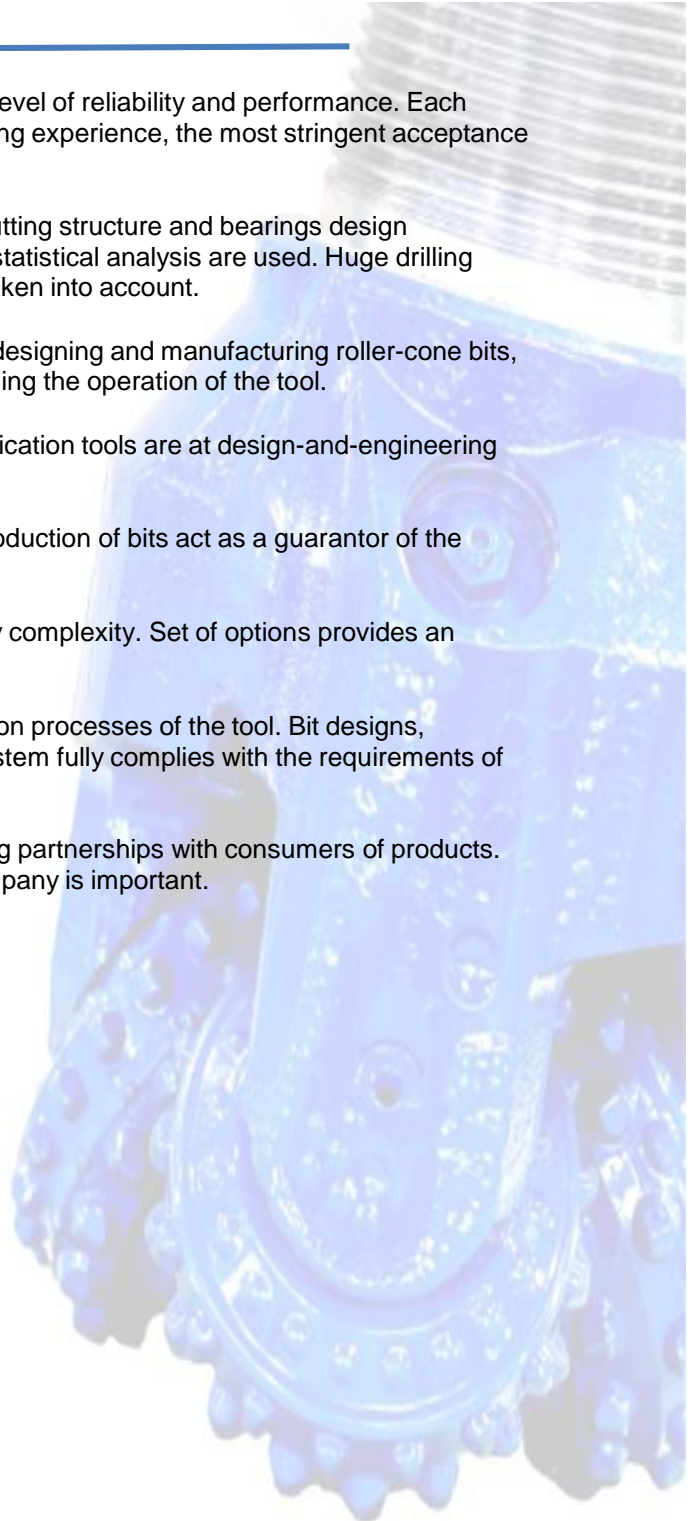 evel of reliability and performance. Each
ng experience, the most stringent acceptance
utting structure and bearings design
statistical analysis are used. Huge drilling
ken into account.
designing and manufacturing roller-cone bits,
ing the operation of the tool.
ication tools are at design-and-engineering
oduction of bits act as a guarantor of the
y complexity. Set of options provides an
on processes of the tool. Bit designs,
stem fully complies with the requirements of
g partnerships with consumers of products.
pany is important.